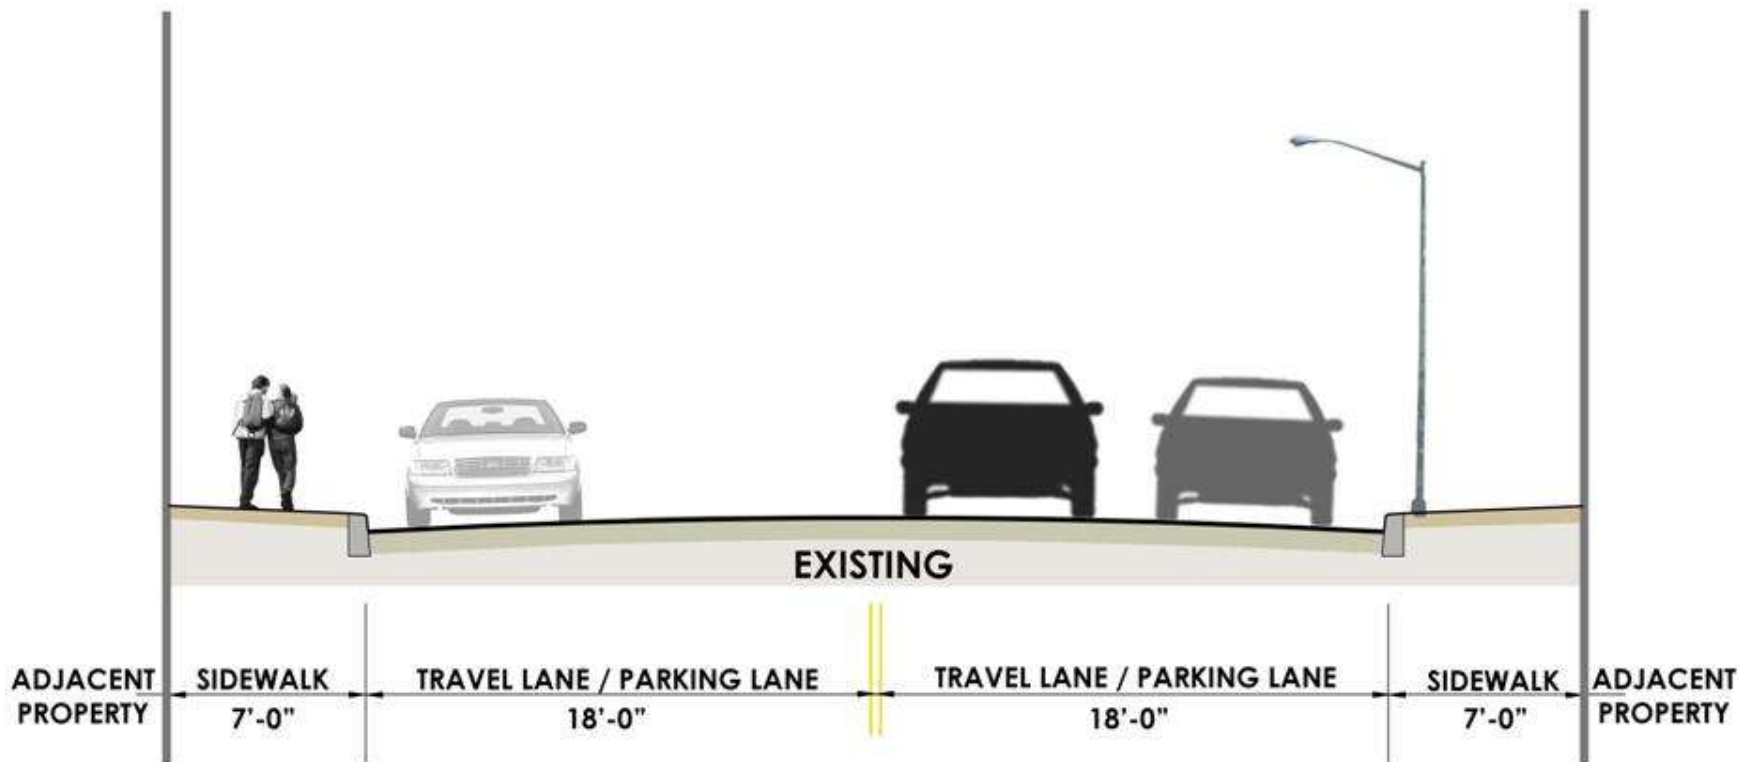 EXISTING
ADJACENT PROPERTY
SIDEWALK
7'-0"
TRAVEL LANE / PARKING LANE
18'-0"
TRAVEL LANE / PARKING LANE
18'-0"
SIDEWALK
7'-0"
ADJACENT PROPERTY